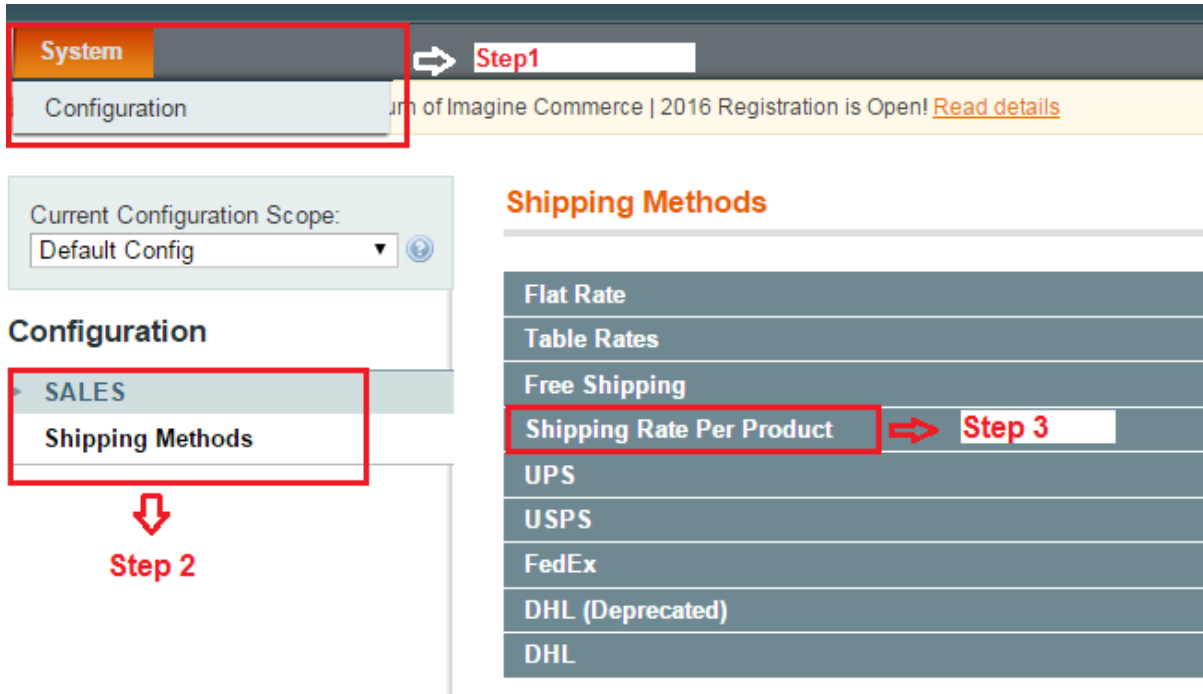 System
Step1
Configuration
um of Imagine Commerce | 2016 Registration is Open! Read details
Current Configuration Scope:
Default Config
Configuration
SALES
Shipping Methods
Step 2
Shipping Methods
Flat Rate
Table Rates
Free Shipping
Shipping Rate Per Product
Step 3
UPS
USPS
FedEx
DHL (Deprecated)
DHL